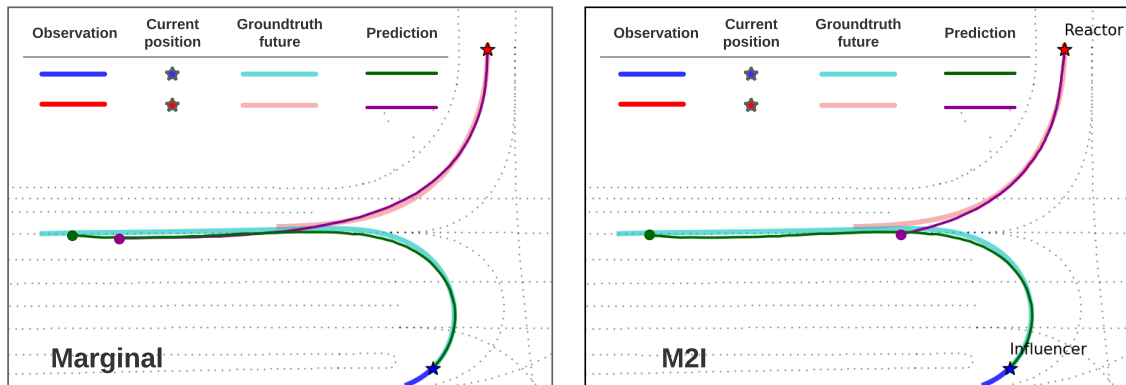 Observation Current position Groundtruth future Prediction
Marginal
Observation Current position Groundtruth future Prediction
Reactor
Influencer
M2I